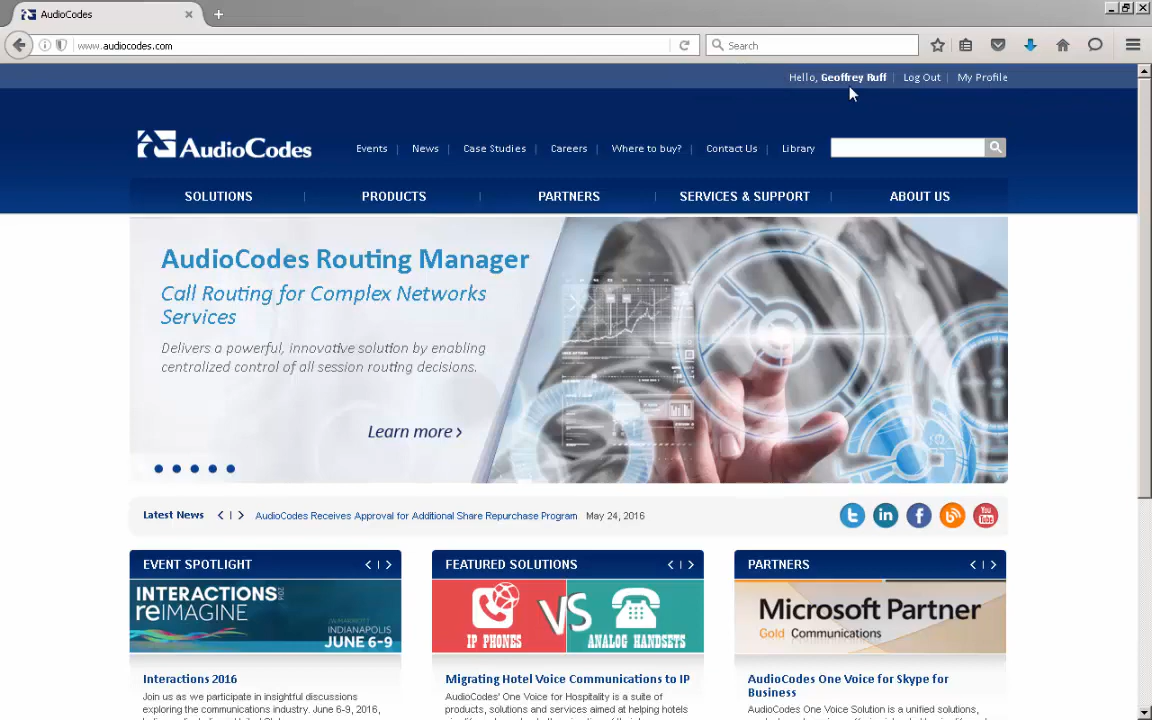 AudioCodes
www.audiocodes.com
Search
Hello, Geoffrey Ruff | Log Out | My Profile
AudioCodes
Events | News | Case Studies | Careers | Where to buy? | Contact Us | Library
SOLUTIONS | PRODUCTS | PARTNERS | SERVICES & SUPPORT | ABOUT US
AudioCodes Routing Manager
Call Routing for Complex Networks
Services
Delivers a powerful, innovative solution by enabling
centralized control of all session routing decisions.
Learn more >
Latest News < | > AudioCodes Receives Approval for Additional Share Repurchase Program May 24, 2016
in
f
You
Tube
EVENT SPOTLIGHT < | >
INTERACTIONS
reIMAGINE
JW MARRIOTT
INDIANAPOLIS
JUNE 6-9
Interactions 2016
Join us as we participate in insightful discussions
exploring the communications industry. June 6-9, 2016,
FEATURED SOLUTIONS < | >
IP PHONES VS ANALOG HANDSETS
Migrating Hotel Voice Communications to IP
AudioCodes' One Voice for Hospitality is a suite of
products, solutions and services aimed at helping hotels
PARTNERS < | >
Microsoft Partner
Gold Communications
AudioCodes One Voice for Skype for
Business
AudioCodes One Voice Solution is a unified solutions,